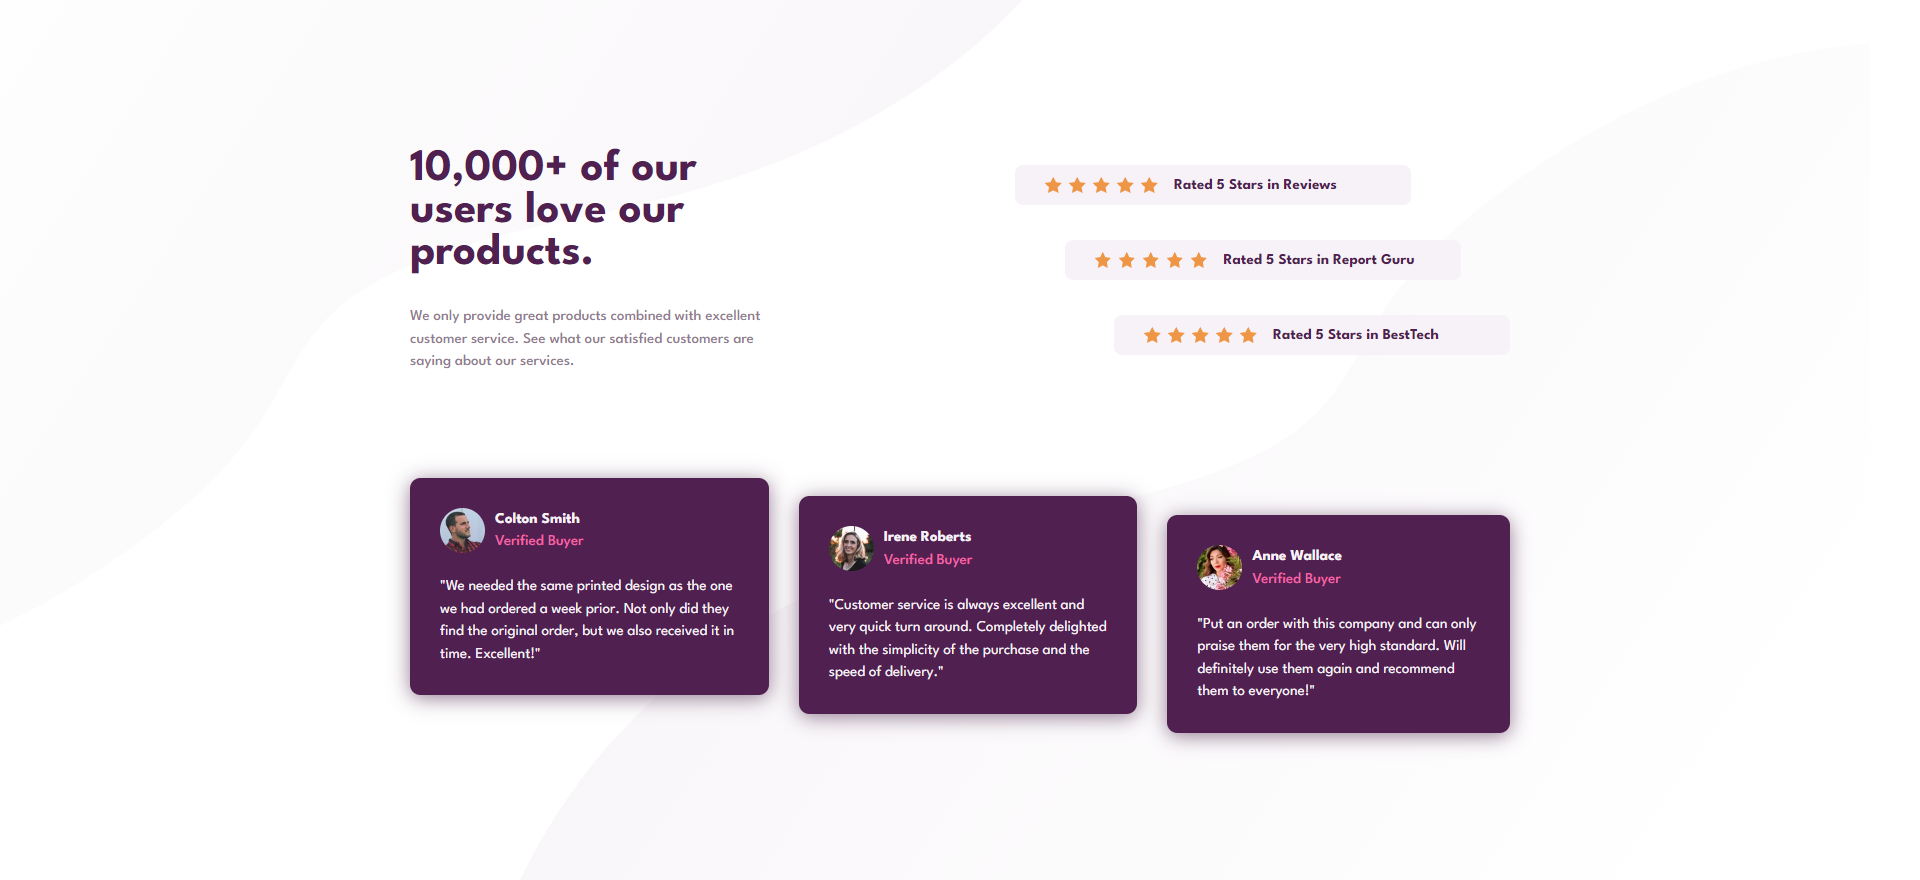 10,000+ of our
users love our
products.
We only provide great products combined with excellent
customer service. See what our satisfied customers are
saying about our services.
Rated 5 Stars in Reviews
Rated 5 Stars in Report Guru
Rated 5 Stars in BestTech
Colton Smith
Verified Buyer
"We needed the same printed design as the one
we had ordered a week prior. Not only did they
find the original order, but we also received it in
time. Excellent!"
Irene Roberts
Verified Buyer
"Customer service is always excellent and
very quick turn around. Completely delighted
with the simplicity of the purchase and the
speed of delivery."
Anne Wallace
Verified Buyer
"Put an order with this company and can only
praise them for the very high standard. Will
definitely use them again and recommend
them to everyone!"